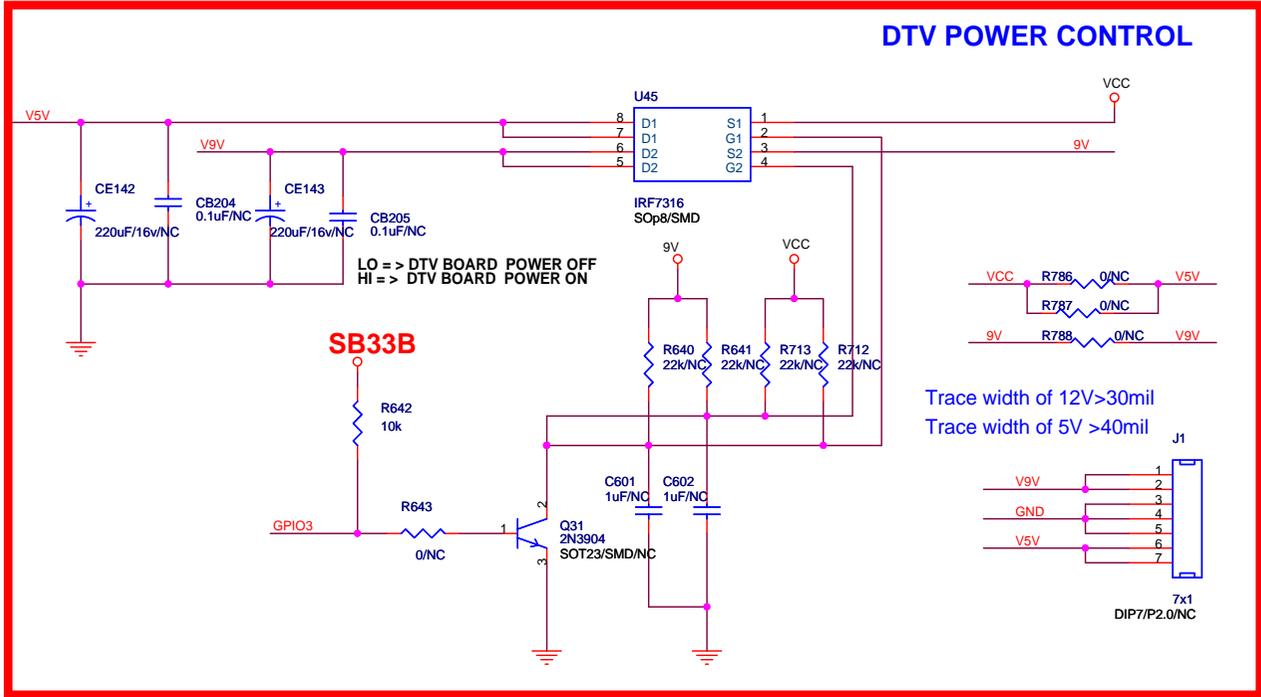 DTV POWER CONTROL
VCC
U45
V5V
8 D1 S1 1
7 D1 G1 2
V9V
6 D2 S2 3
9V
5 D2 G2 4
CE142
+
220uF/16v/NC
CB204
0.1uF/NC
CE143
+
220uF/16v/NC
CB205
0.1uF/NC
IRF7316
SOp8/SMD
LO = > DTV BOARD POWER OFF
HI = > DTV BOARD POWER ON
9V
VCC
VCC R786 0/NC V5V
R787 0/NC
9V R788 0/NC V9V
SB33B
R640
22k/NC
R641
22k/NC
R713
22k/NC
R712
22k/NC
R642
10k
Trace width of 12V>30mil
Trace width of 5V >40mil
J1
C601
1uF/NC
C602
1uF/NC
R643
0/NC
GPIO3
1
2
3
Q31
2N3904
SOT23/SMD/NC
V9V
GND
V5V
1
2
3
4
5
6
7
7x1
DIP7/P2.0/NC